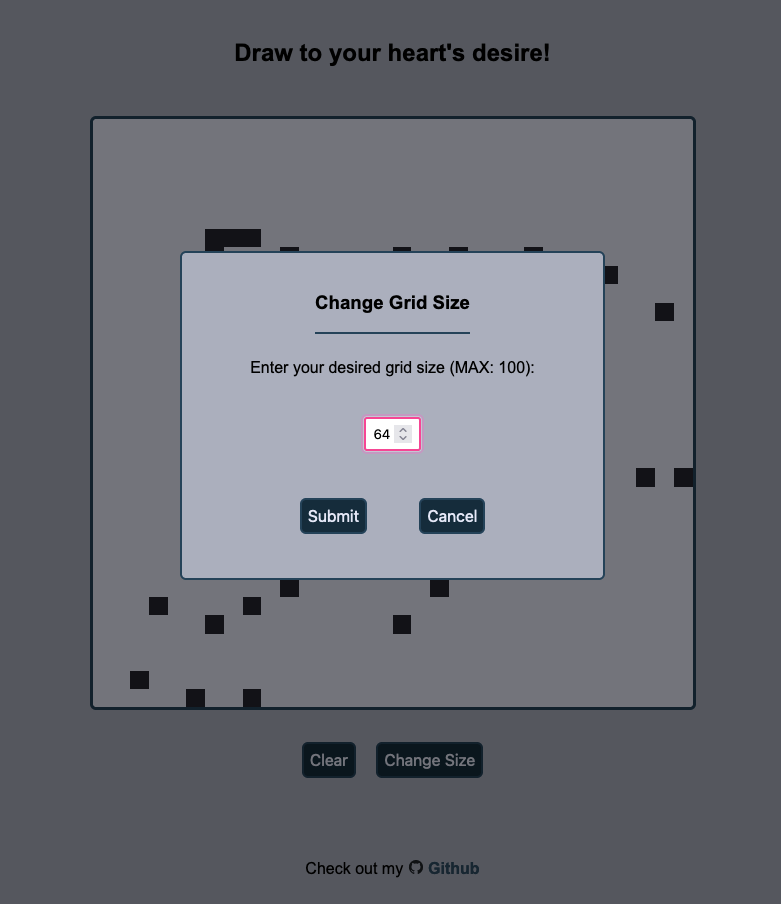 Draw to your heart's desire!
Change Grid Size
Enter your desired grid size (MAX: 100):
64
Submit Cancel
Clear Change Size
Check out my Github